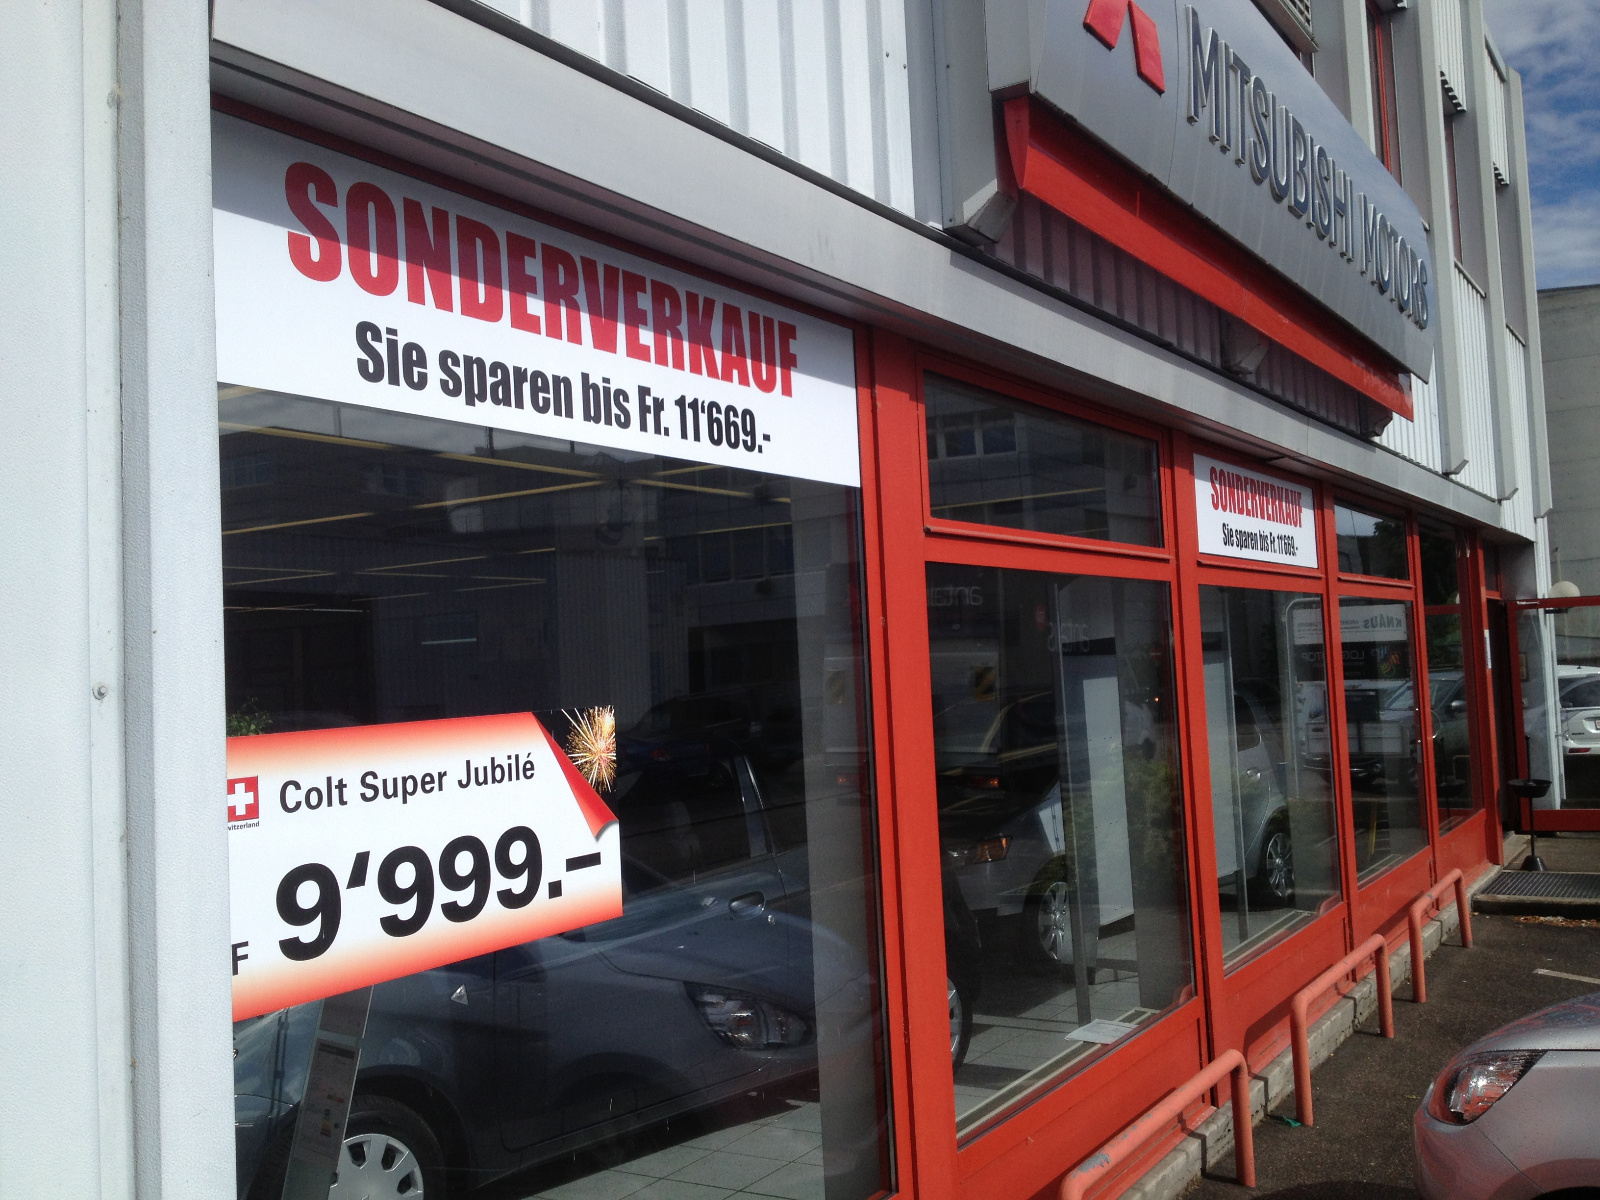 MITSUBISHI MOTORS
SONDERVERKAUF
Sie sparen bis Fr. 11'669.-
SONDERVERKAUF
Sie sparen bis Fr. 11'669.-
Colt Super Jubilé
9'999.–